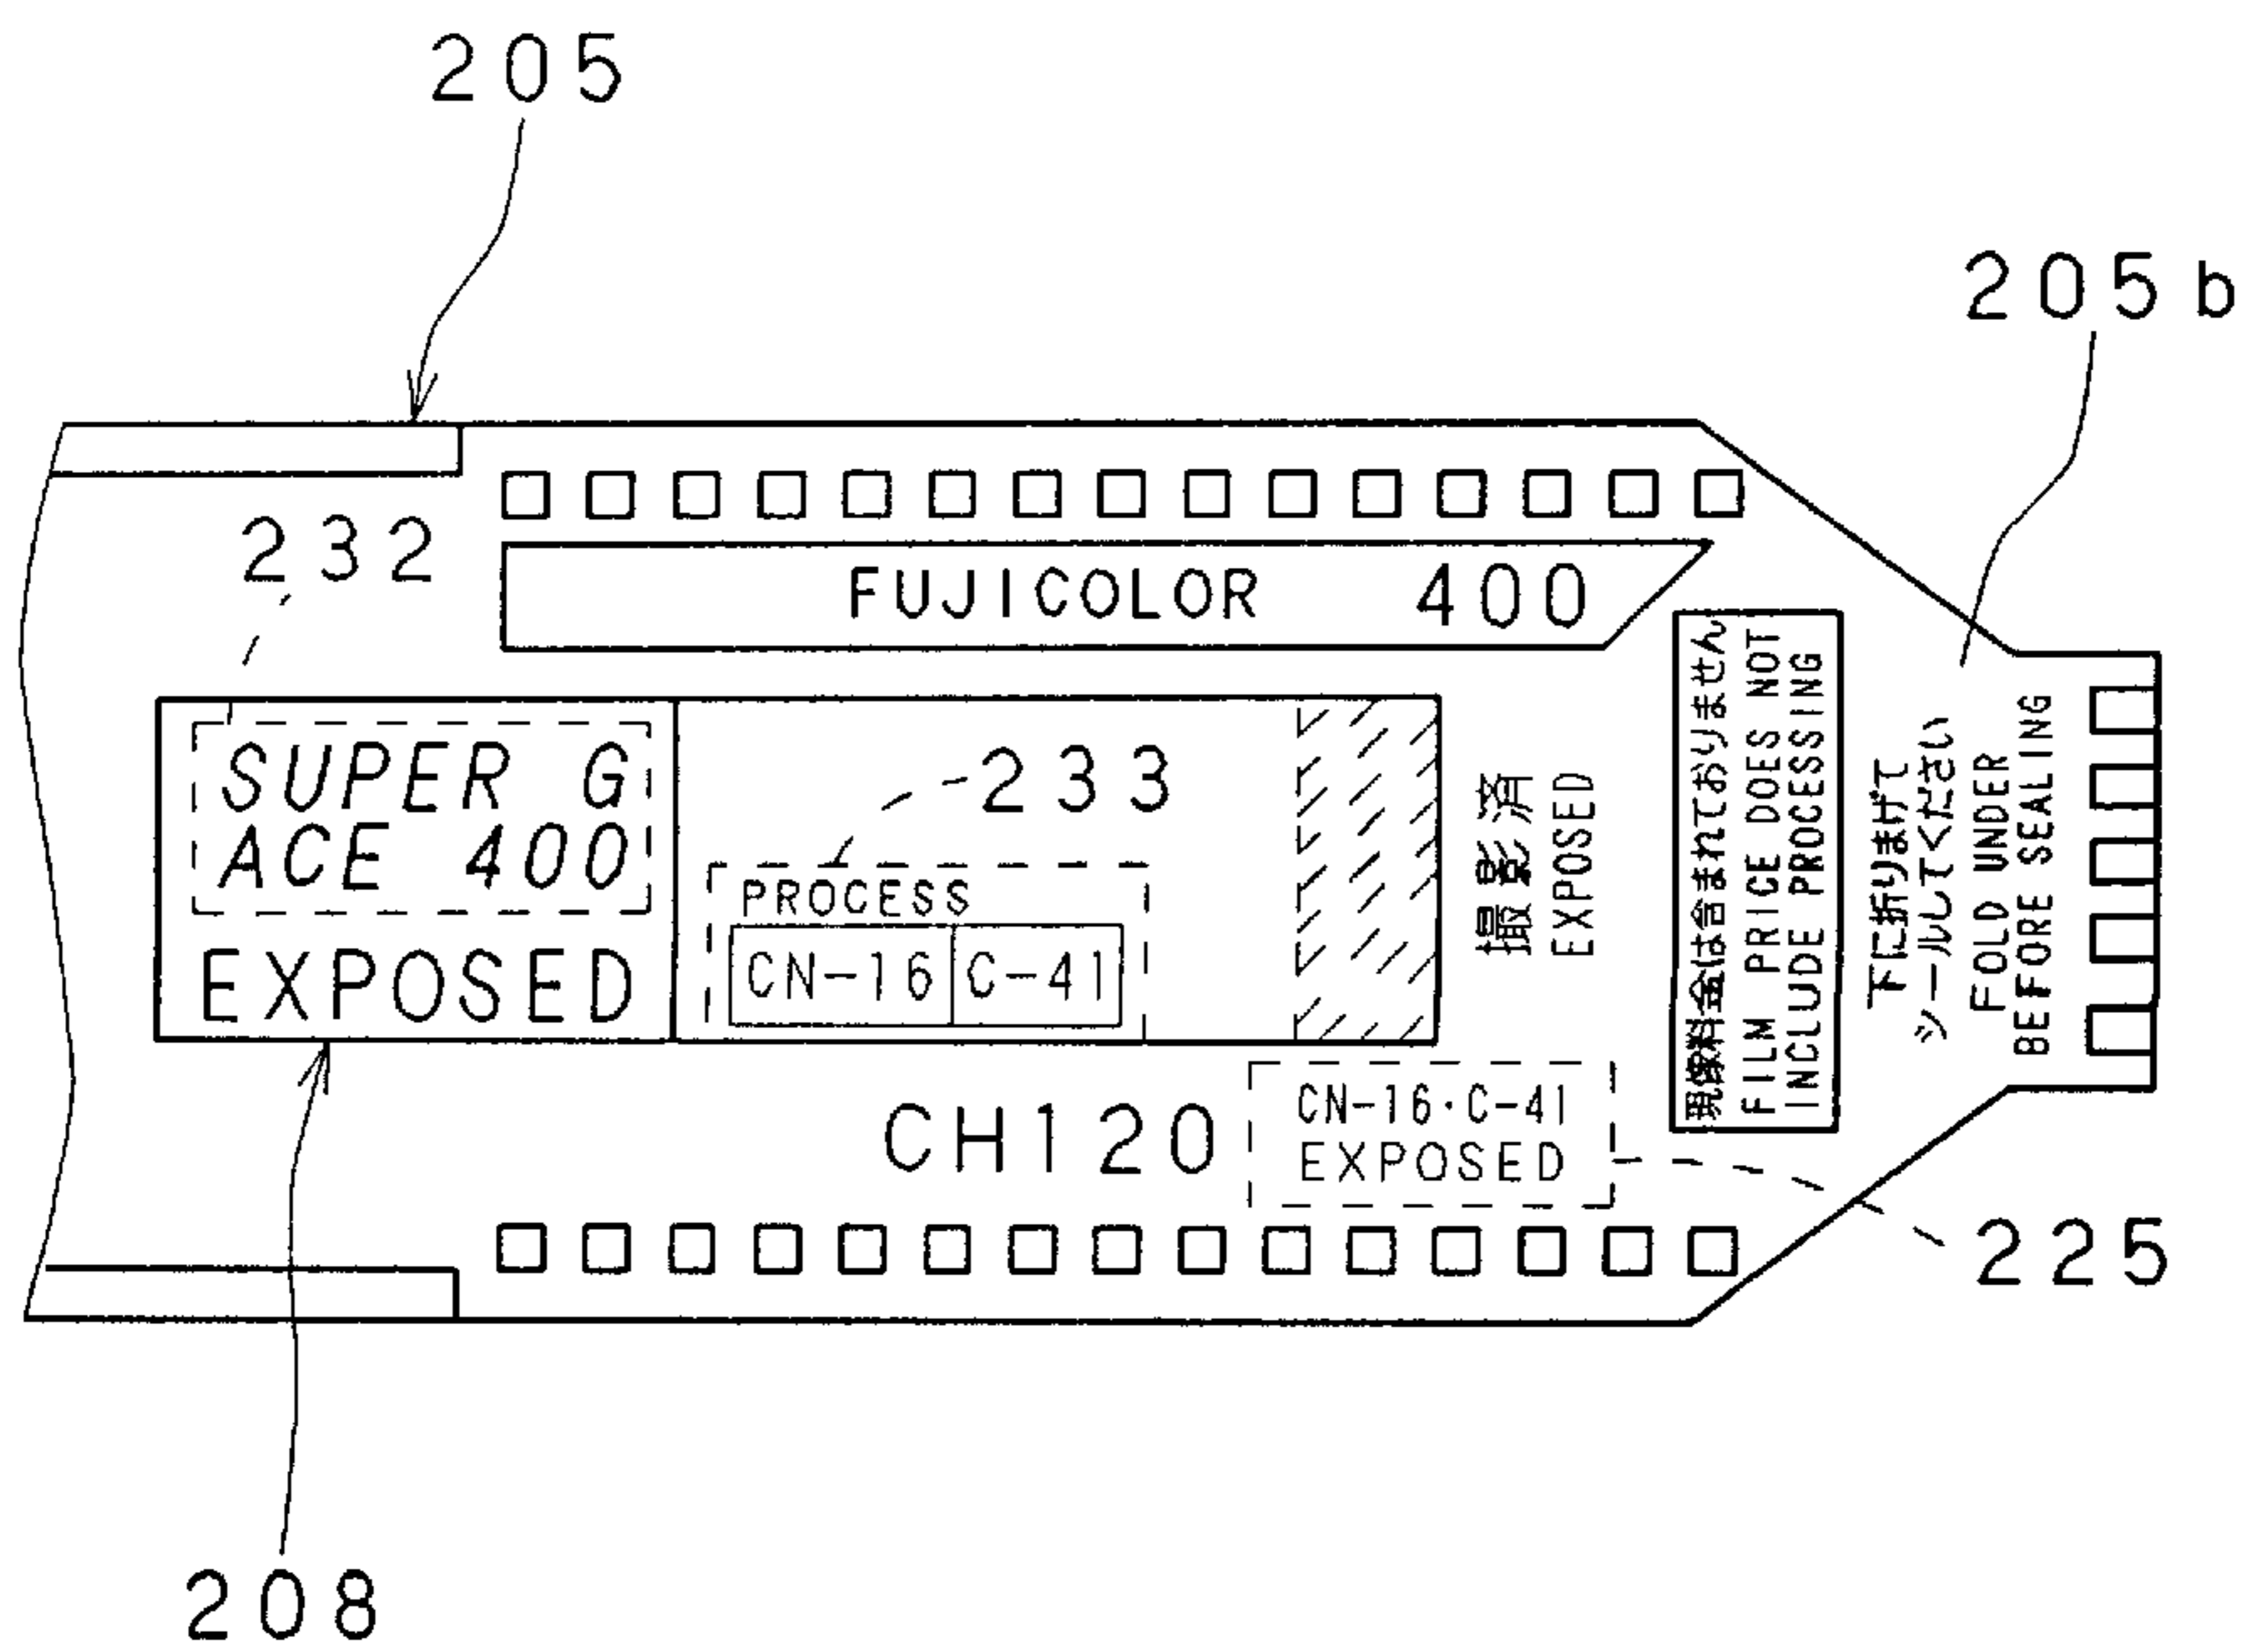 205
205b
232
FUJICOLOR 400
SUPER G
ACE 400
EXPOSED
233
PROCESS
CN-16 C-41
撮影済
EXPOSED
現像料金は含まれておりません
FILM PRICE DOES NOT
INCLUDE PROCESSING
下に折りまげて
シールしてください
FOLD UNDER
BEFORE SEALING
CH120
CN-16·C-41
EXPOSED
225
208